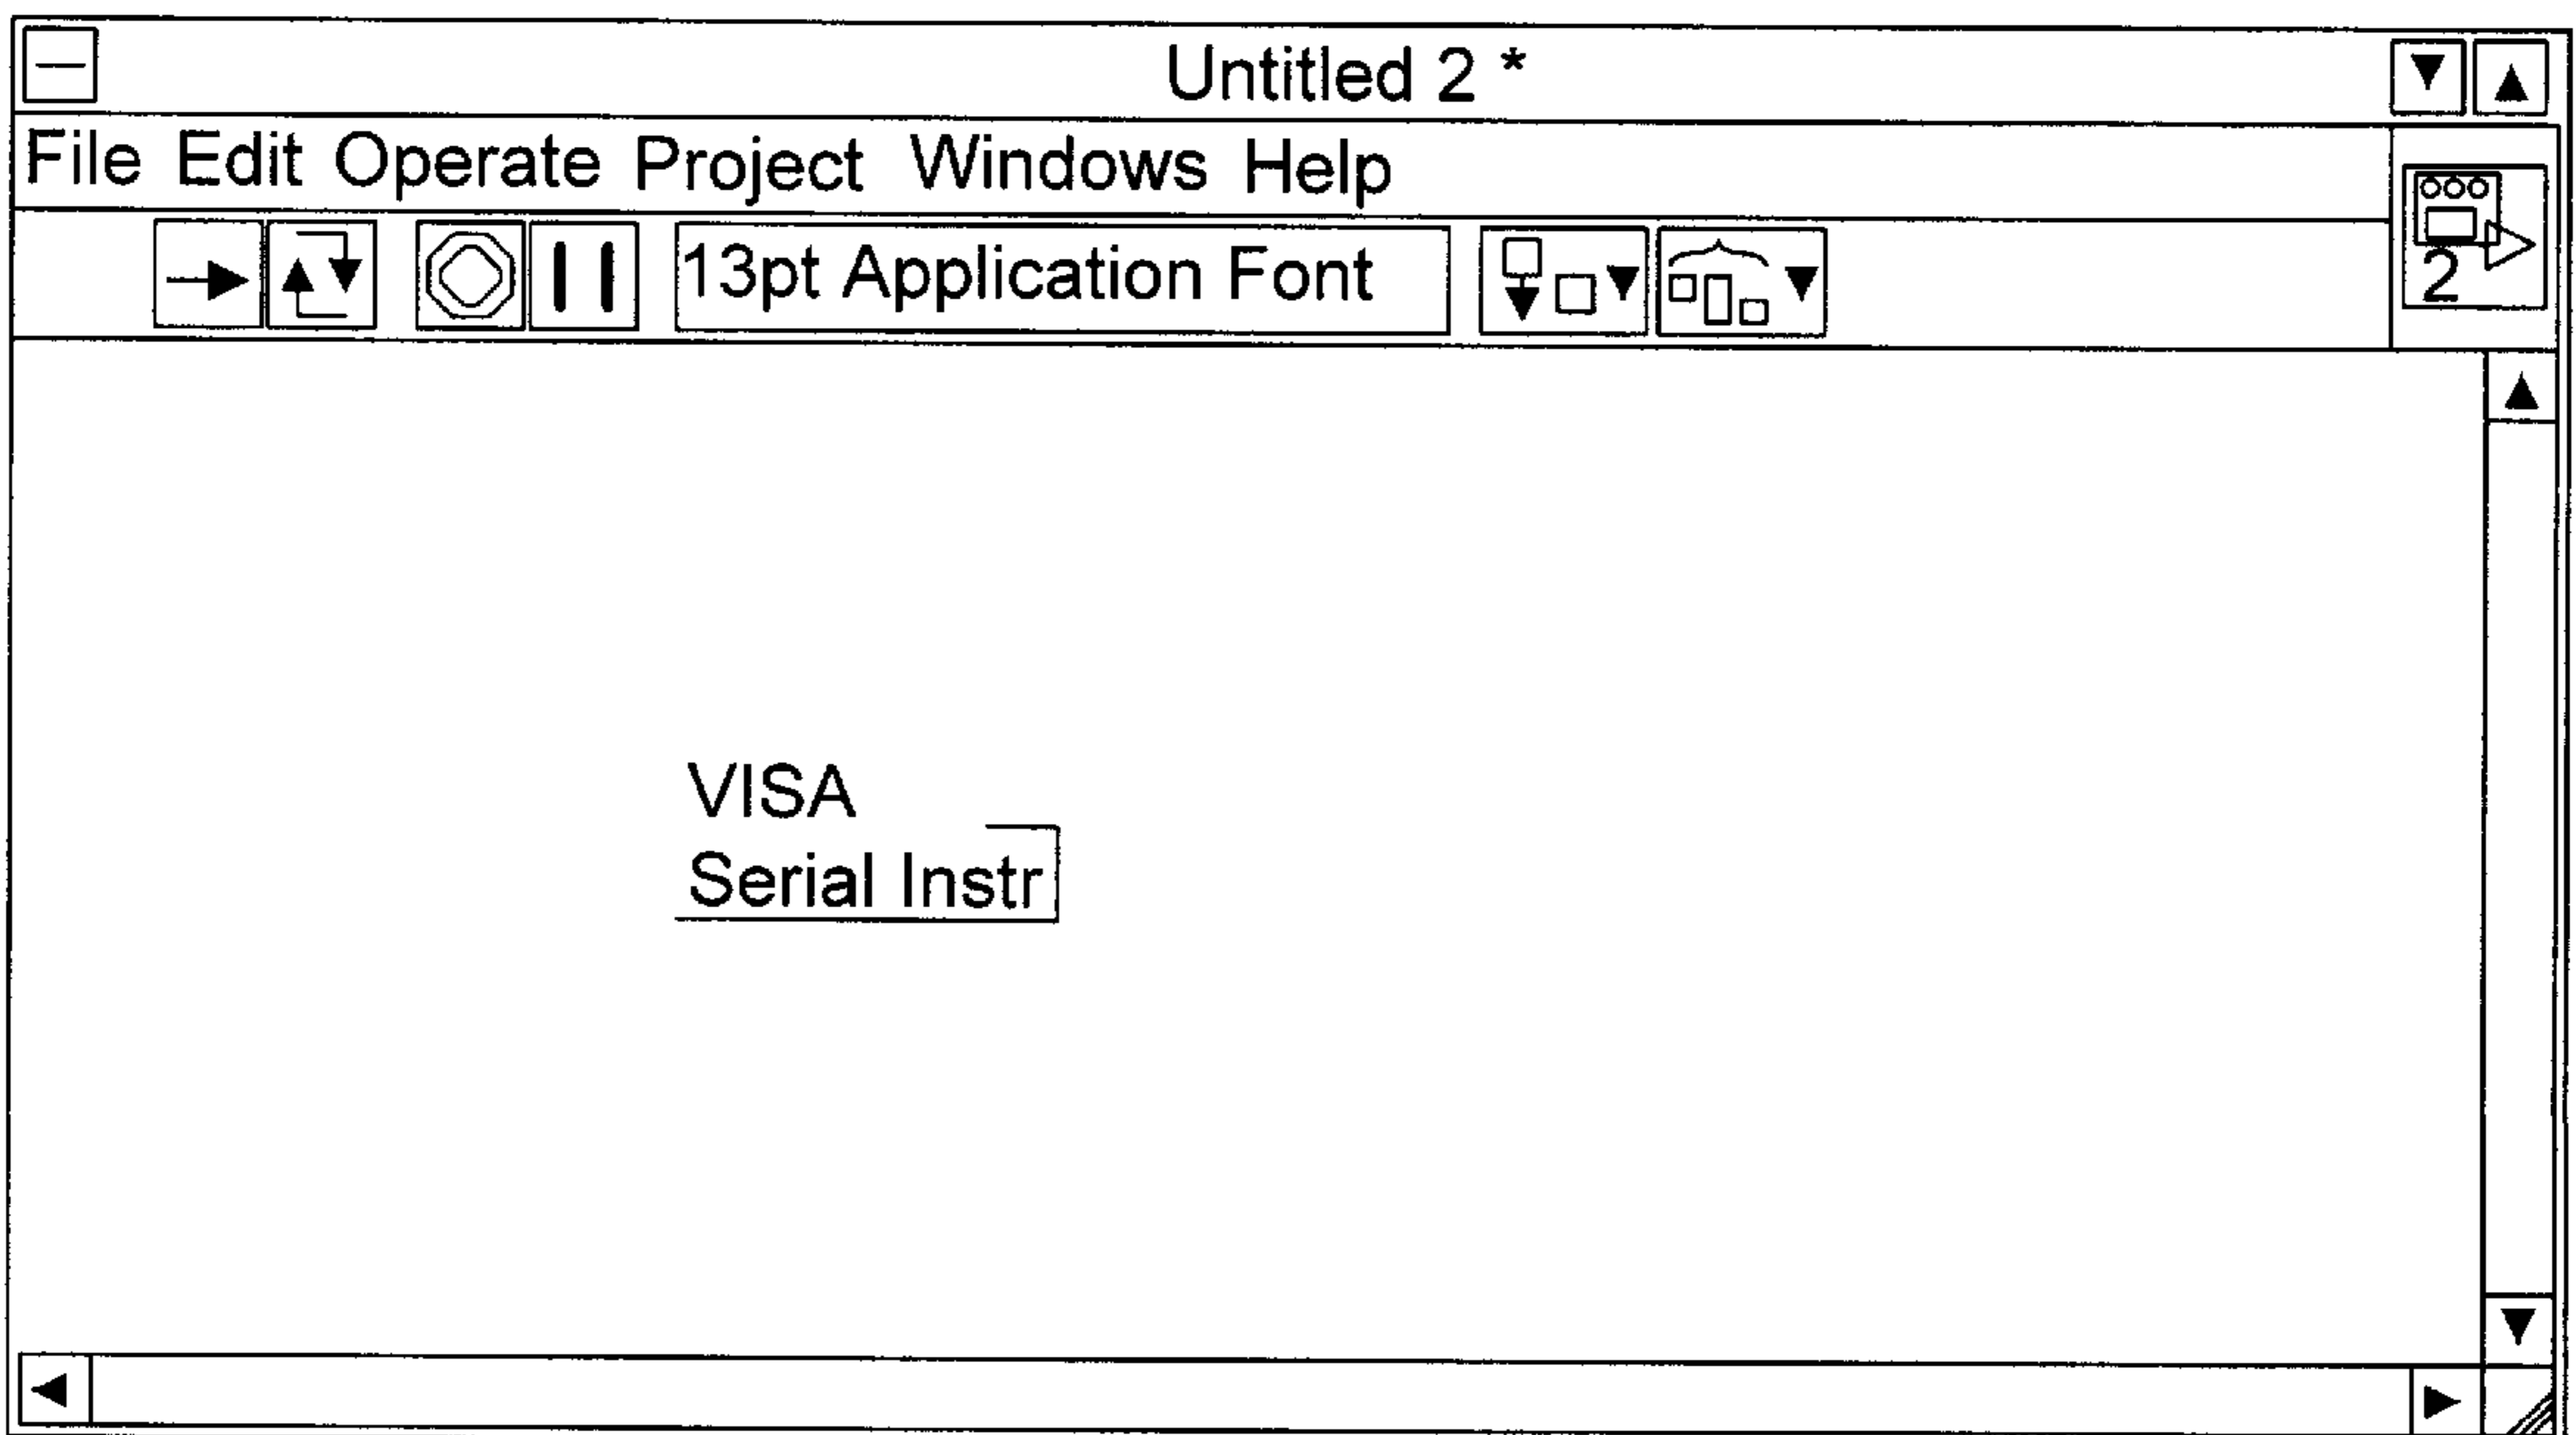 Untitled 2 *
File Edit Operate Project Windows Help
13pt Application Font
2
VISA
Serial Instr